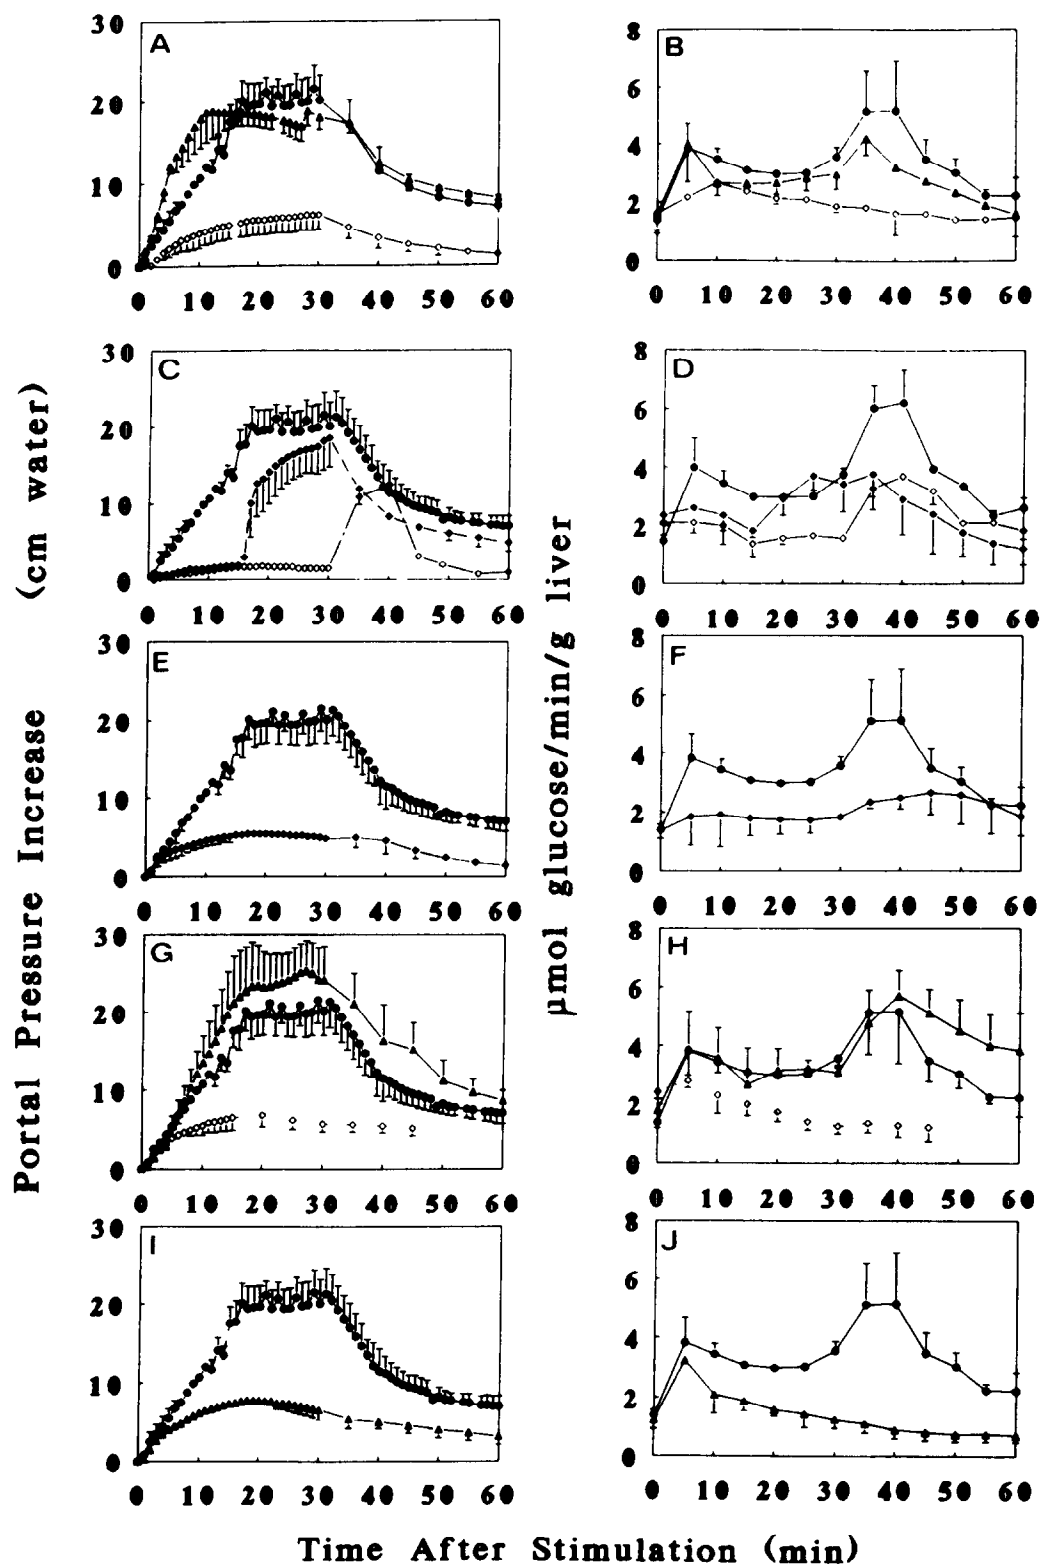 30
20
10
0
A
0 10 20 30 40 50 60
8
6
4
2
0
B
0 10 20 30 40 50 60
30
20
10
0
C
0 10 20 30 40 50 60
8
6
4
2
0
D
0 10 20 30 40 50 60
30
20
10
0
E
0 10 20 30 40 50 60
8
6
4
2
0
F
0 10 20 30 40 50 60
30
20
10
0
G
0 10 20 30 40 50 60
8
6
4
2
0
H
0 10 20 30 40 50 60
30
20
10
0
I
0 10 20 30 40 50 60
8
6
4
2
0
J
0 10 20 30 40 50 60
Portal Pressure Increase (cm water)
μmol glucose/min/g liver
Time After Stimulation (min)